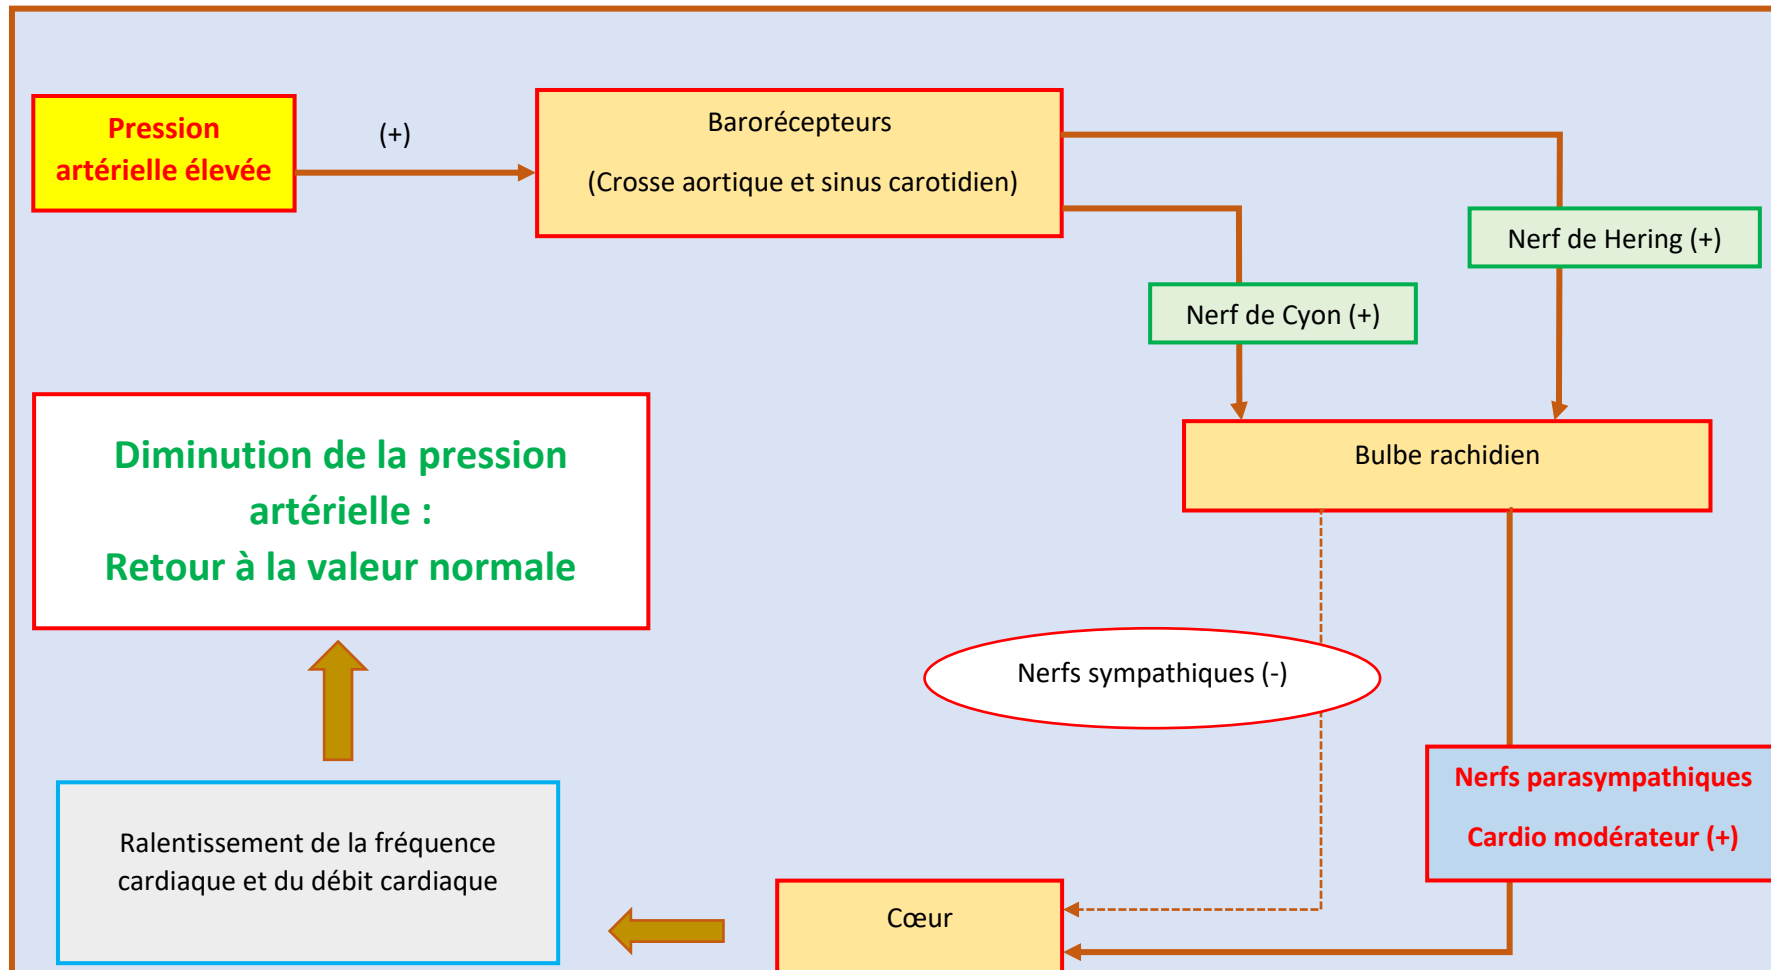 Pression
artérielle élevée
(+)
Barorécepteurs
(Crosse aortique et sinus carotidien)
Nerf de Hering (+)
Nerf de Cyon (+)
Bulbe rachidien
Diminution de la pression
artérielle :
Retour à la valeur normale
Nerfs sympathiques (-)
Nerfs parasympathiques
Cardio modérateur (+)
Ralentissement de la fréquence
cardiaque et du débit cardiaque
Cœur